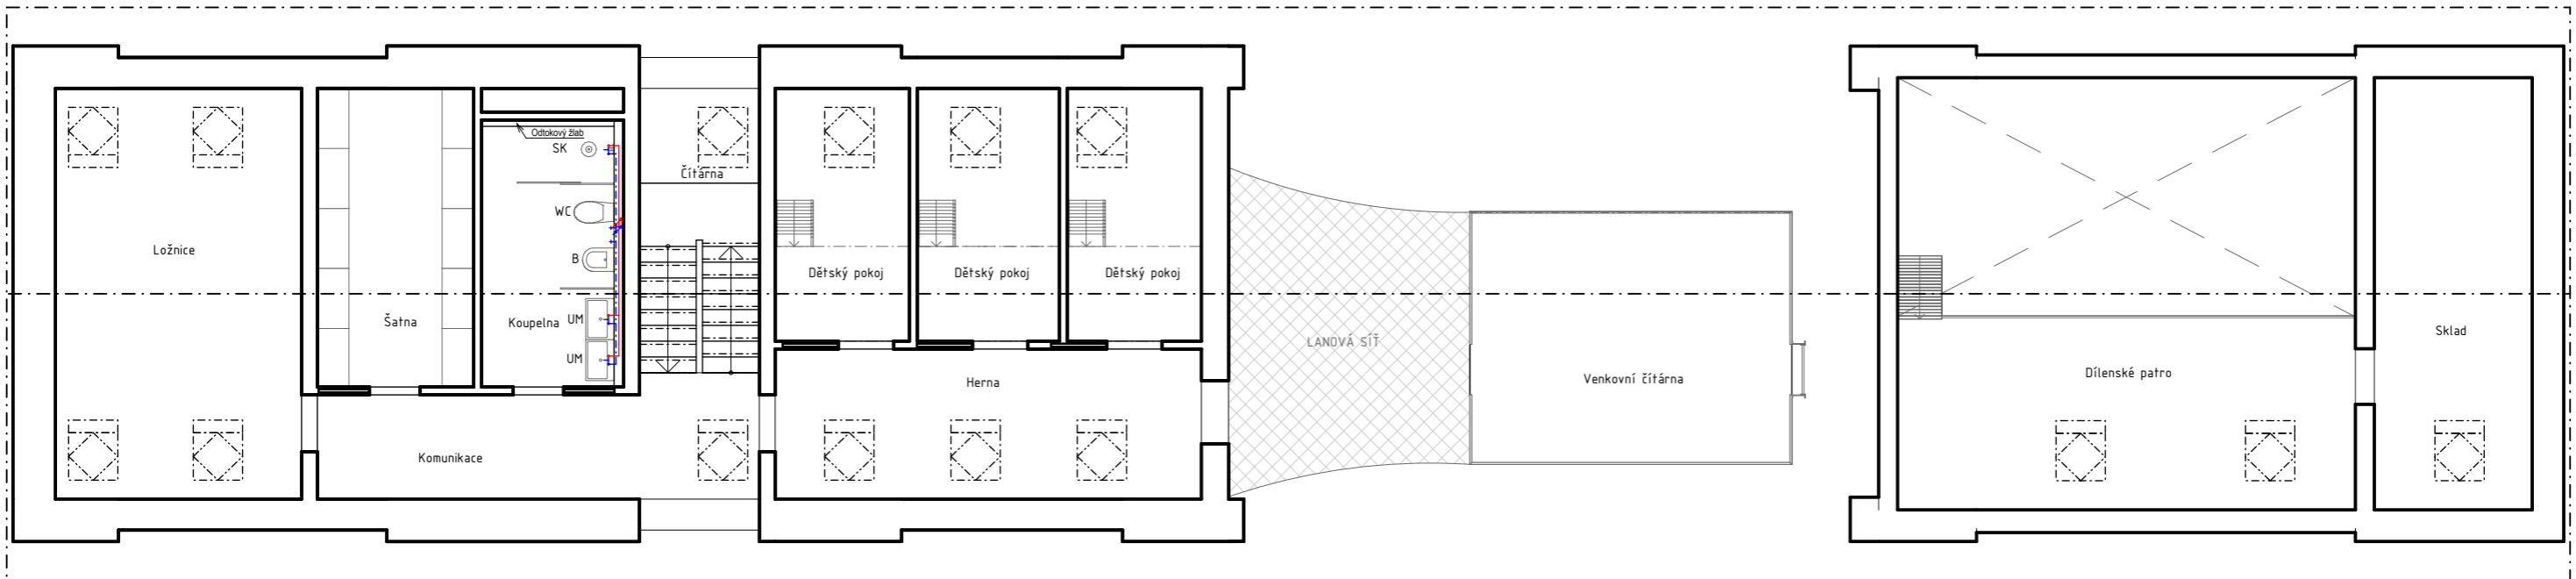 Odtokový žlab
SK
Čítárna
WC
Ložnice
B
Dětský pokoj
Dětský pokoj
Dětský pokoj
Šatna
Koupelna
UM
UM
LANOVÁ SÍŤ
Sklad
Herna
Venkovní čítárna
Dílenské patro
Komunikace